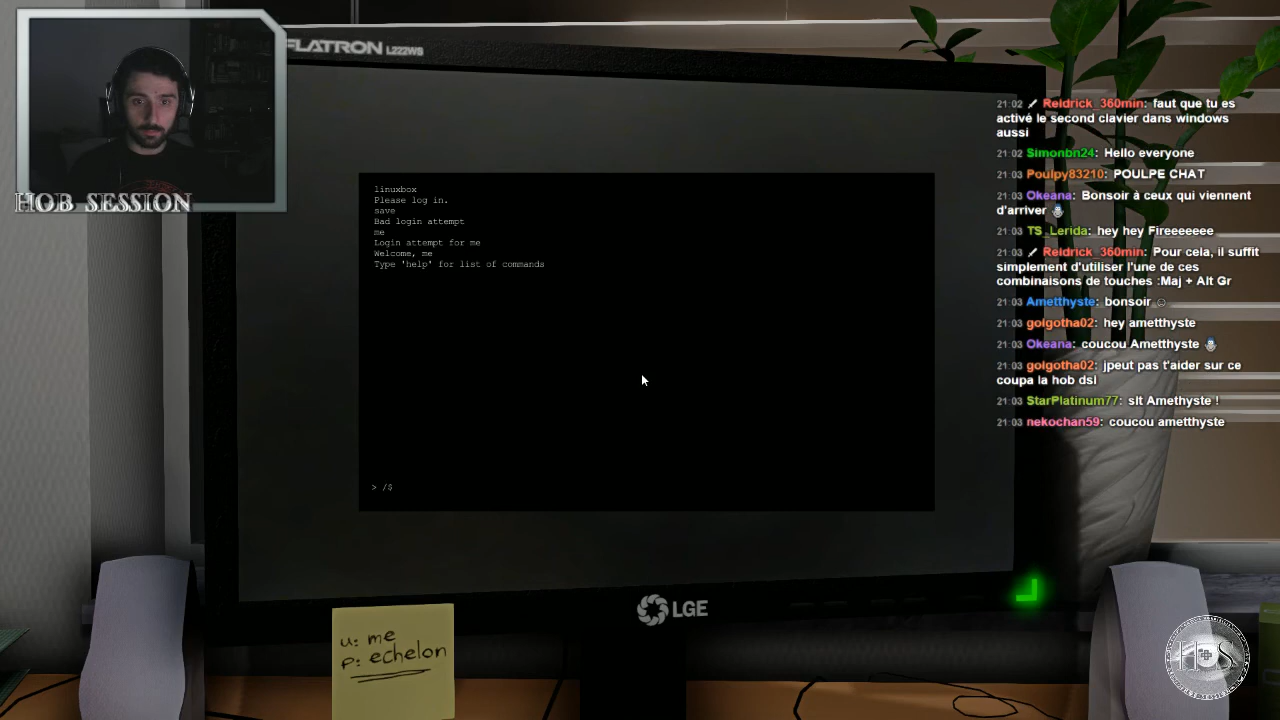 FLATRON L222WS
HOB SESSION
linuxbox
Please log in.
save
Bad login attempt
me
Login attempt for me
Welcome, me
Type 'help' for list of commands
> /$
LGE
u: me
p: echelon
21:02 Reidrick_360min: faut que tu es
activé le second clavier dans windows
aussi
21:02 Simonbn24: Hello everyone
21:03 Poulpy83210: POULPE CHAT
21:03 Okeana: Bonsoir à ceux qui viennent
d'arriver
21:03 TS_Lerida: hey hey Fireeeeeee
21:03 Reidrick_360min: Pour cela, il suffit
simplement d'utiliser l'une de ces
combinaisons de touches :Maj + Alt Gr
21:03 Ametthyste: bonsoir
21:03 golgotha02: hey ametthyste
21:03 Okeana: coucou Ametthyste
21:03 golgotha02: jpeut pas t'aider sur ce
coupa la hob dsl
21:03 StarPlatinum77: slt Amethyste !
21:03 nekochan59: coucou ametthyste